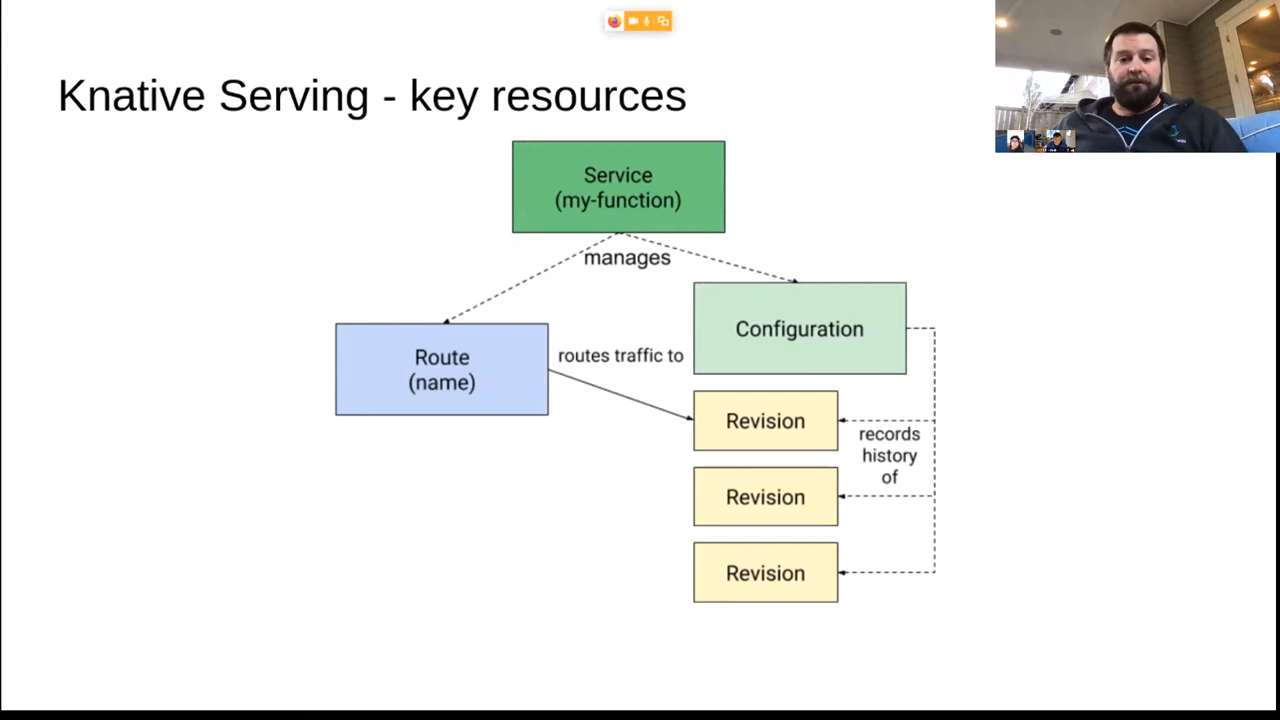 Knative Serving - key resources
Service
(my-function)
manages
Configuration
Route
(name)
routes traffic to
Revision
records
history
of
Revision
Revision